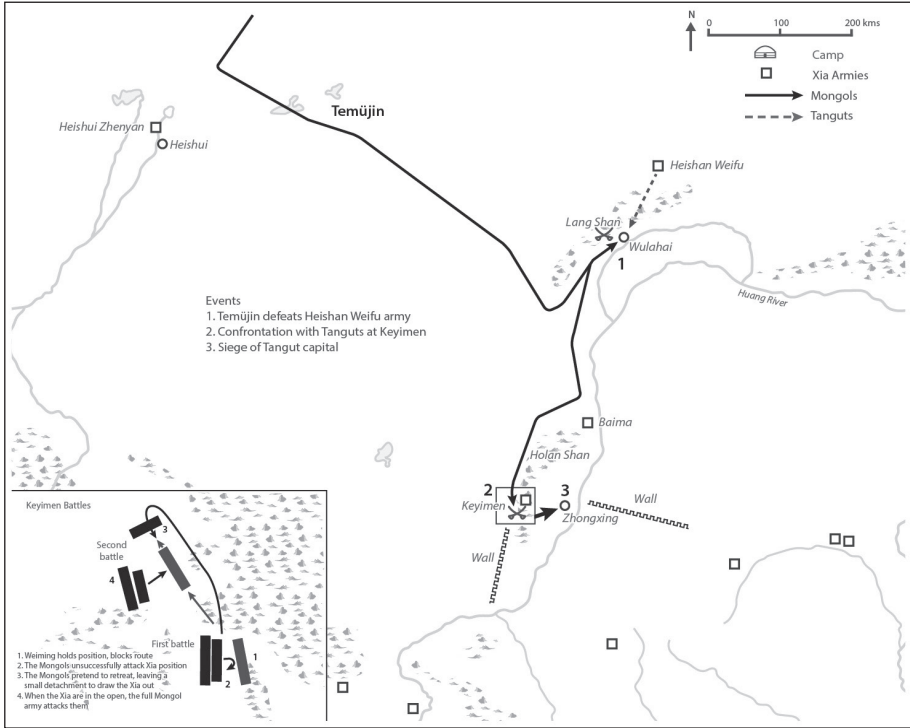 N
0 100 200 kms
Camp
Xia Armies
Mongols
Tanguts
Temüjin
Heishui Zhenyan
Heishui
Heishan Weifu
Lang Shan
Wulahai
1
Huang River
Events
1. Temüjin defeats Heishan Weifu army
2. Confrontation with Tanguts at Keyimen
3. Siege of Tangut capital
Baima
Holan Shan
2
3
Keyimen
Zhongxing
Wall
Wall
Keyimen Battles
3
Second
battle
4
First battle
1
2
1. Weiming holds position, blocks route
2. The Mongols unsuccessfully attack Xia position
3. The Mongols pretend to retreat, leaving a
small detachment to draw the Xia out
4. When the Xia are in the open, the full Mongol
army attacks them